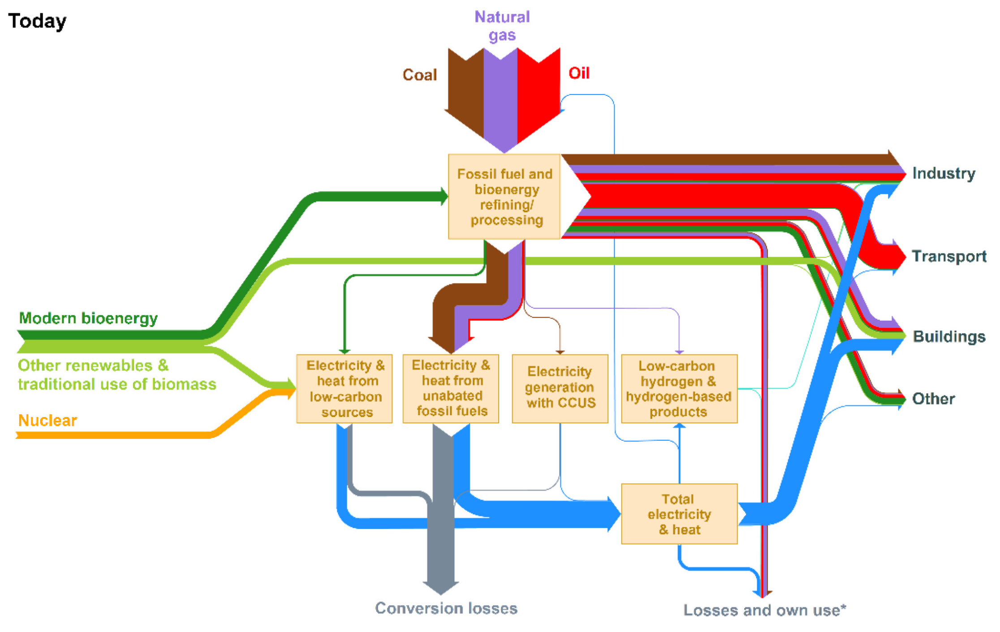 Today
Natural
gas
Coal
Oil
Fossil fuel and
bioenergy
refining/
processing
Industry
Transport
Buildings
Other
Modern bioenergy
Other renewables &
traditional use of biomass
Nuclear
Electricity &
heat from
low-carbon
sources
Electricity &
heat from
unabated
fossil fuels
Electricity
generation
with CCUS
Low-carbon
hydrogen &
hydrogen-based
products
Total
electricity
& heat
Conversion losses
Losses and own use*